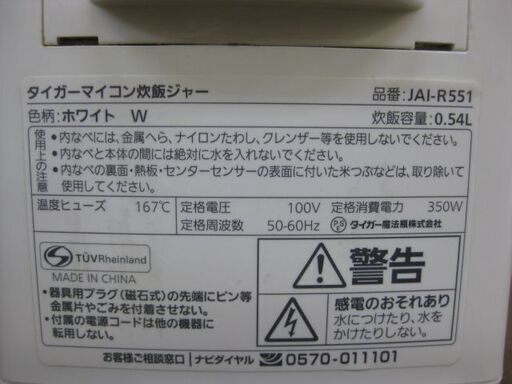 タイガーマイコン炊飯ジャー 品番:JAI-R551
色柄:ホワイト W 炊飯容量:0.54L
使用上の注意
•内なべには、金属へら、ナイロンたわし、クレンザー等を使用しないでください。
•内なべと本体の間には絶対に水を入れないでください。
•内なべの裏面・熱板・センターセンサーの表面に付いた米つぶなどは、取り除いて
使用してください。
温度ヒューズ 167℃ 定格電圧 100V 定格消費電力 350W
定格周波数 50-60Hz PSE タイガー魔法瓶株式会社
TÜVRheinland
MADE IN CHINA
•器具用プラグ(磁石式)の先端にピン等
金属片やごみを付着させない。
•付属の電源コードは他の機器に
転用しない。
警告
感電のおそれあり
水につけたり、水を
かけたりしない。
お客様ご相談窓口 ナビダイヤル 0570-011101